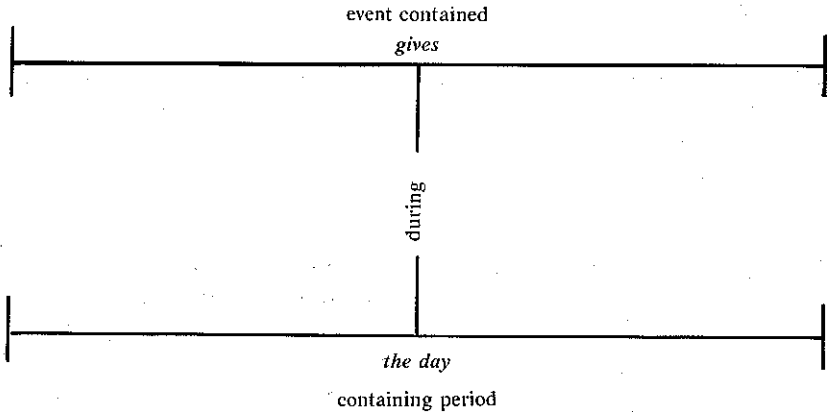 event contained
gives
during
the day
containing period